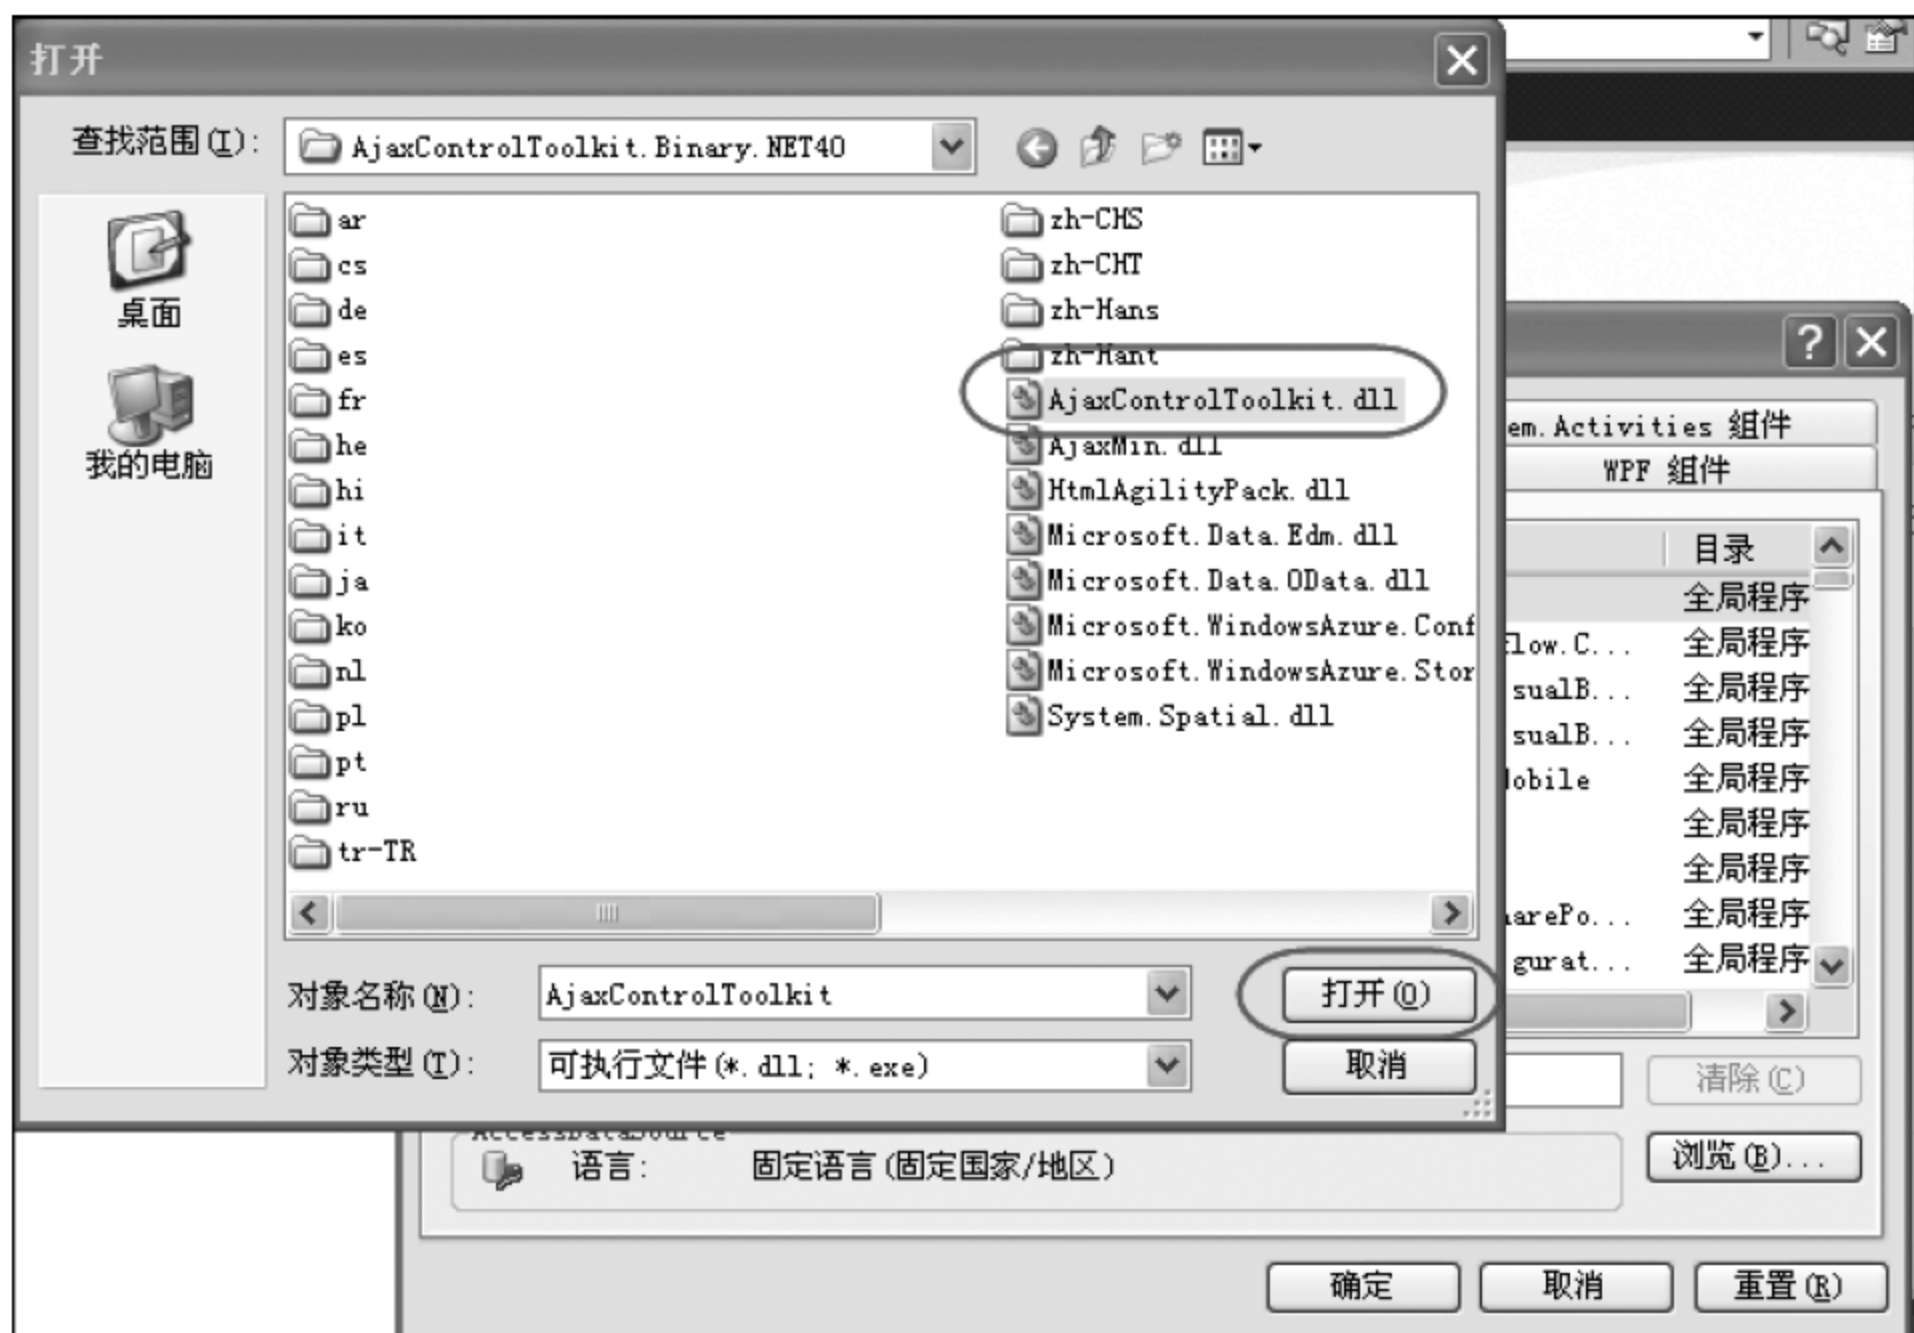 打开
查找范围(I):
AjaxControlToolkit.Binary.NET40
桌面
我的电脑
ar
cs
de
es
fr
he
hi
it
ja
ko
nl
pl
pt
ru
tr-TR
zh-CHS
zh-CHT
zh-Hans
zh-Hant
AjaxControlToolkit.dll
AjaxMin.dll
HtmlAgilityPack.dll
Microsoft.Data.Edm.dll
Microsoft.Data.OData.dll
Microsoft.WindowsAzure.Conf
Microsoft.WindowsAzure.Stor
System.Spatial.dll
对象名称(N):
AjaxControlToolkit
打开(O)
对象类型(T):
可执行文件(*.dll; *.exe)
取消
em.Activities 组件
WPF 组件
目录
全局程序
low.C... 全局程序
sualB... 全局程序
sualB... 全局程序
obile 全局程序
全局程序
全局程序
arePo... 全局程序
gurat... 全局程序
清除(C)
AccessDataSource
语言: 固定语言(固定国家/地区)
浏览(B)...
确定
取消
重置(R)